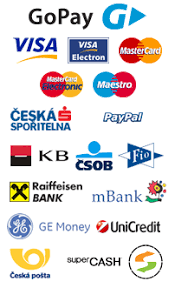 GoPay G
VISA VISA Electron MasterCard
MasterCard Electronic Maestro
ČESKÁ SPOŘITELNA PayPal
KB ČSOB Fio
Raiffeisen BANK mBank
GE GE Money UniCredit
Česká pošta superCASH